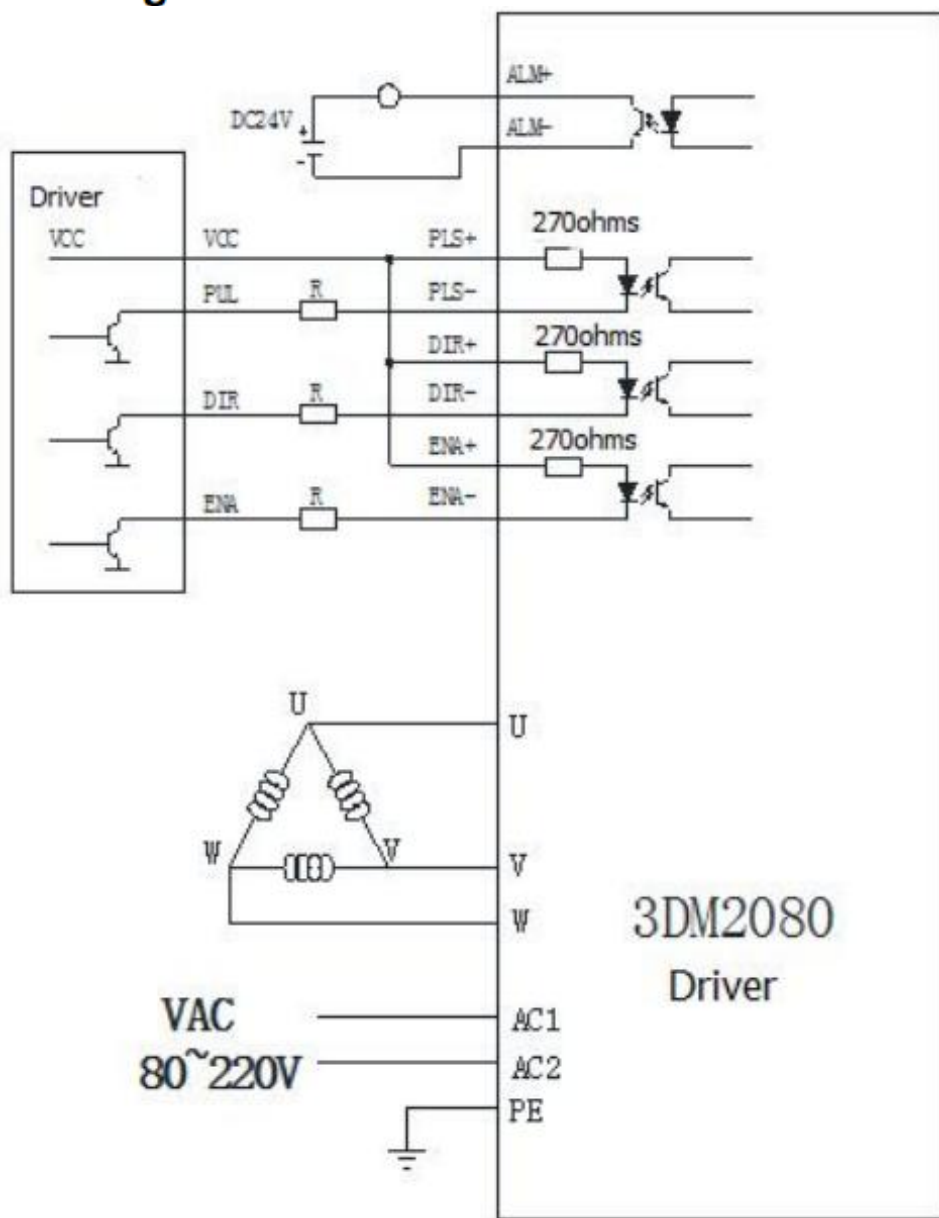 ALM+
DC24V
+
ALM-
-
Driver
270ohms
VCC VCC PLS+
PUL R PLS-
270ohms
DIR+
DIR R DIR-
270ohms
ENA+
ENA R ENA-
U U
W V V
W
3DM2080
Driver
VAC
80~220V
AC1
AC2
PE